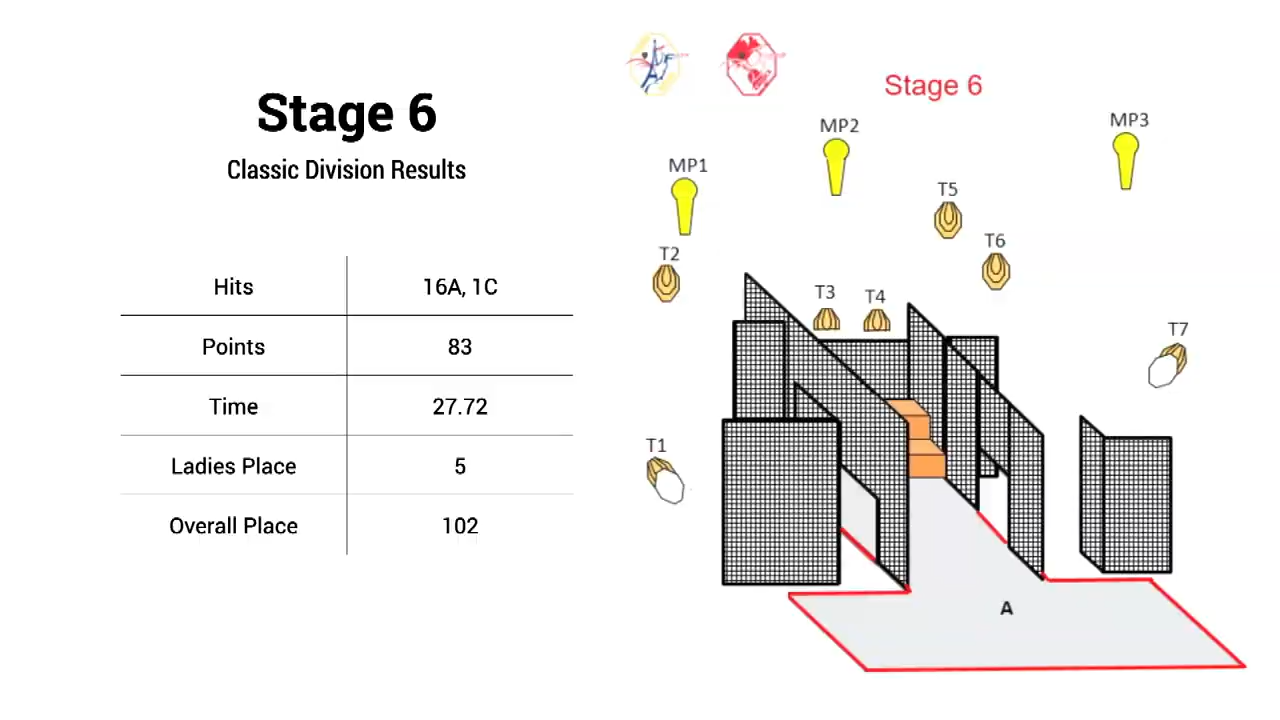 Stage 6
Classic Division Results
Hits 16A, 1C
Points 83
Time 27.72
Ladies Place 5
Overall Place 102
Stage 6
MP1
MP2
MP3
T5
T2
T6
T3
T4
T7
T1
A